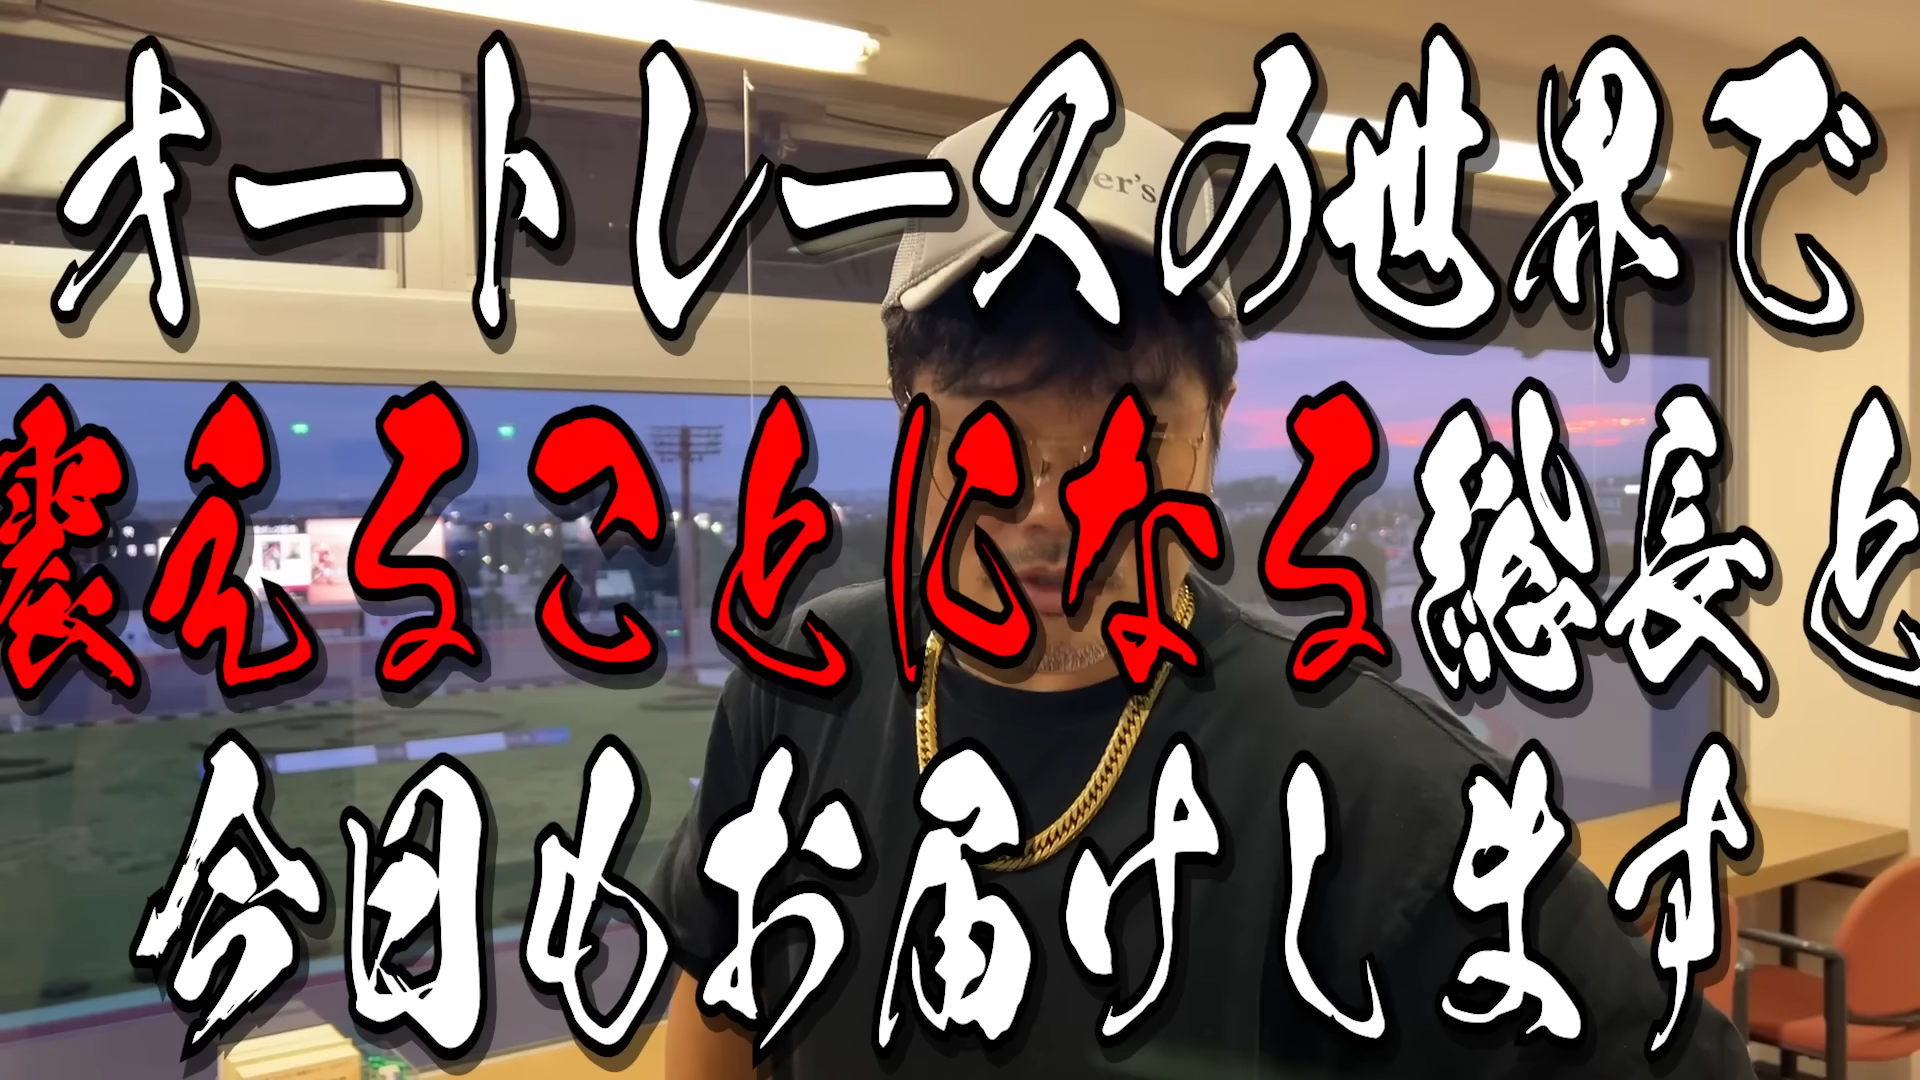 オートレースの世界で
震えることになる総長と
今日もお届けします